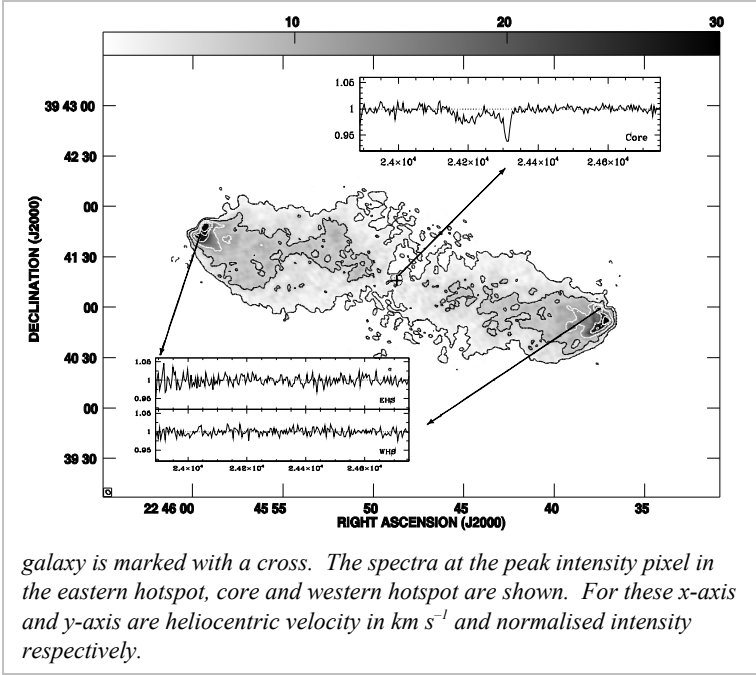 10 20 30
39 43 00
42 30
00
41 30
00
40 30
00
39 30
DECLINATION (J2000)
1.05
1
0.95
Core
2.4×10⁴ 2.42×10⁴ 2.44×10⁴ 2.46×10⁴
1.05
1
0.95
EHS
1.05
1
0.95
WHS
2.4×10⁴ 2.42×10⁴ 2.44×10⁴ 2.46×10⁴
22 46 00 45 55 50 45 40 35
RIGHT ASCENSION (J2000)
galaxy is marked with a cross. The spectra at the peak intensity pixel in
the eastern hotspot, core and western hotspot are shown. For these x-axis
and y-axis are heliocentric velocity in km s⁻¹ and normalised intensity
respectively.